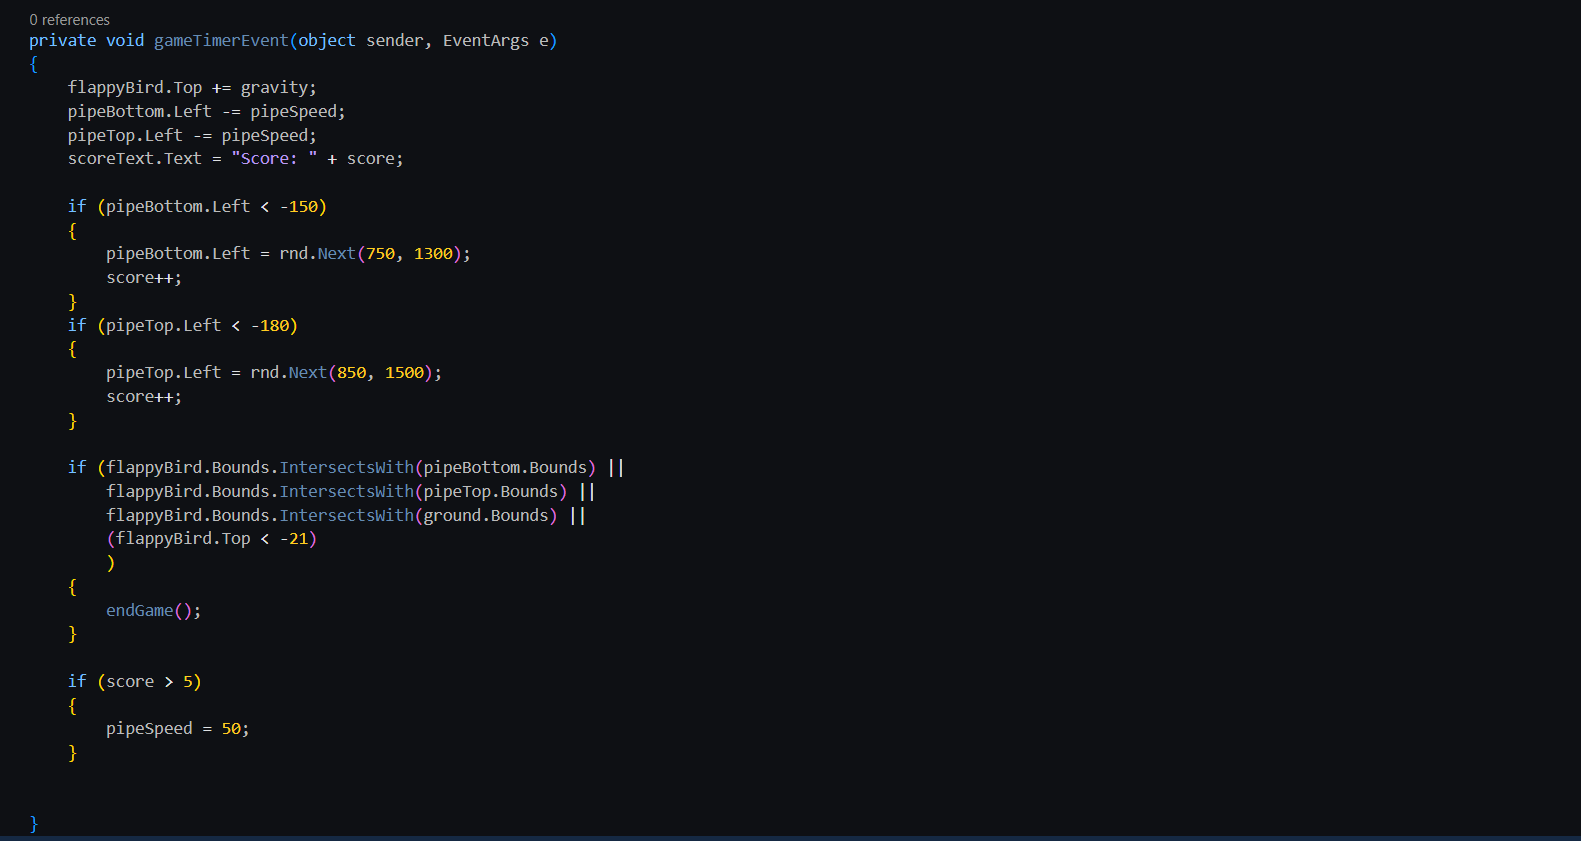 0 references
private void gameTimerEvent(object sender, EventArgs e)
{
    flappyBird.Top += gravity;
    pipeBottom.Left -= pipeSpeed;
    pipeTop.Left -= pipeSpeed;
    scoreText.Text = "Score: " + score;

    if (pipeBottom.Left < -150)
    {
        pipeBottom.Left = rnd.Next(750, 1300);
        score++;
    }
    if (pipeTop.Left < -180)
    {
        pipeTop.Left = rnd.Next(850, 1500);
        score++;
    }

    if (flappyBird.Bounds.IntersectsWith(pipeBottom.Bounds) ||
        flappyBird.Bounds.IntersectsWith(pipeTop.Bounds) ||
        flappyBird.Bounds.IntersectsWith(ground.Bounds) ||
        (flappyBird.Top < -21)
        )
    {
        endGame();
    }

    if (score > 5)
    {
        pipeSpeed = 50;
    }


}